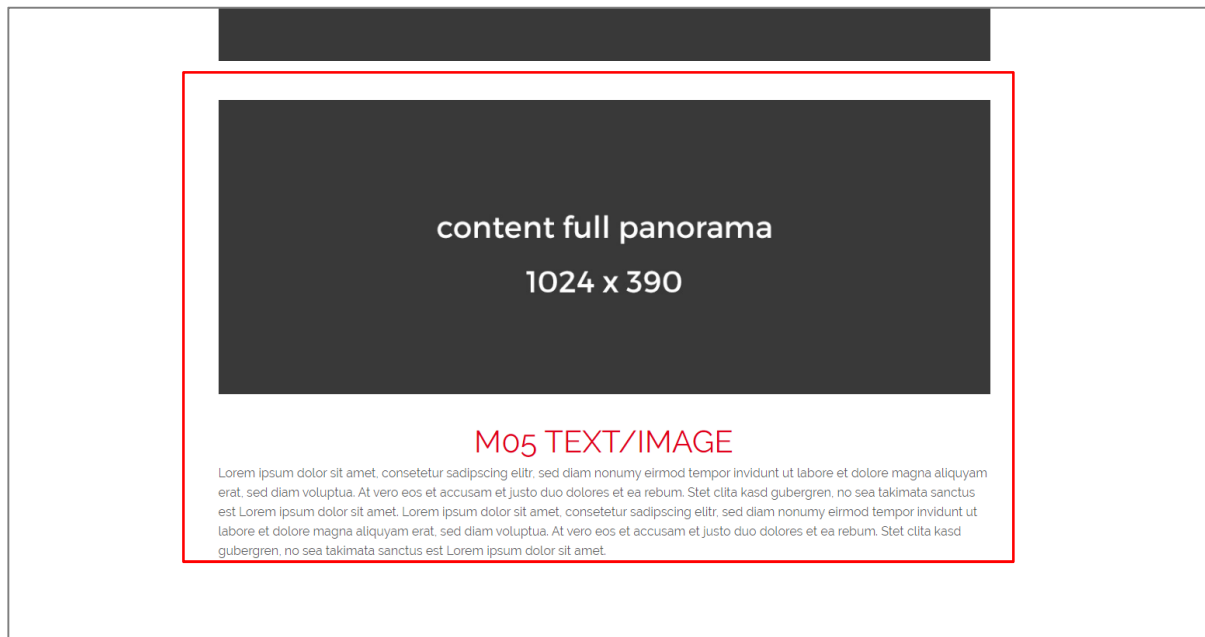 content full panorama
1024 x 390
M05 TEXT/IMAGE
Lorem ipsum dolor sit amet, consetetur sadipscing elitr, sed diam nonumy eirmod tempor invidunt ut labore et dolore magna aliquyam
erat, sed diam voluptua. At vero eos et accusam et justo duo dolores et ea rebum. Stet clita kasd gubergren, no sea takimata sanctus
est Lorem ipsum dolor sit amet. Lorem ipsum dolor sit amet, consetetur sadipscing elitr, sed diam nonumy eirmod tempor invidunt ut
labore et dolore magna aliquyam erat, sed diam voluptua. At vero eos et accusam et justo duo dolores et ea rebum. Stet clita kasd
gubergren, no sea takimata sanctus est Lorem ipsum dolor sit amet.